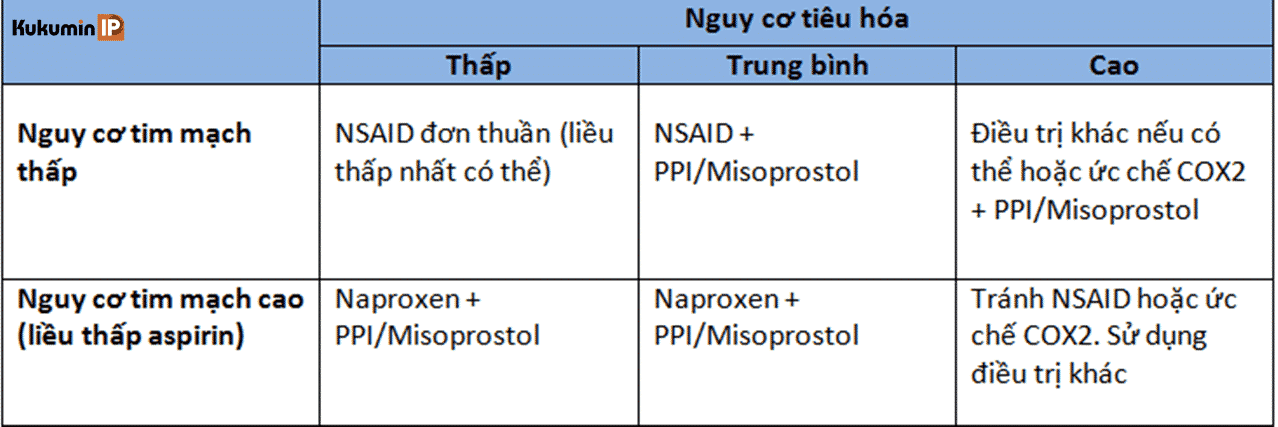 Kukumin IP
Nguy cơ tiêu hóa
Thấp
Trung bình
Cao
Nguy cơ tim mạch
thấp
NSAID đơn thuần (liều
thấp nhất có thể)
NSAID +
PPI/Misoprostol
Điều trị khác nếu có
thể hoặc ức chế COX2
+ PPI/Misoprostol
Nguy cơ tim mạch cao
(liều thấp aspirin)
Naproxen +
PPI/Misoprostol
Naproxen +
PPI/Misoprostol
Tránh NSAID hoặc ức
chế COX2. Sử dụng
điều trị khác